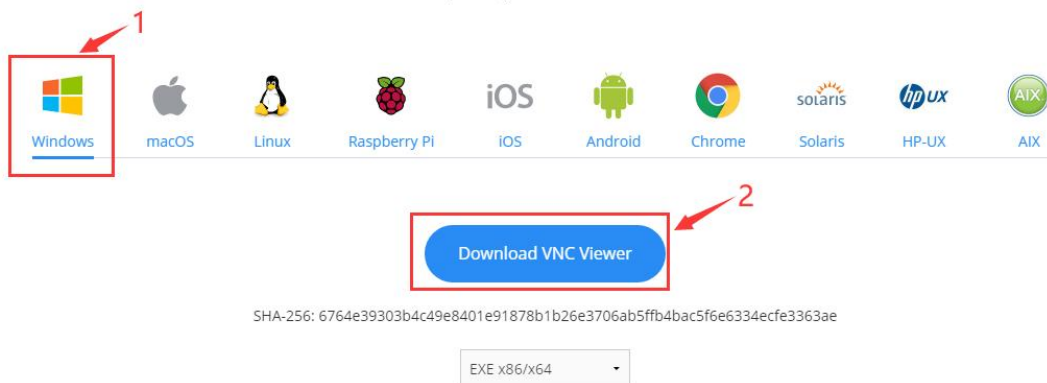 1
iOS solaris hp UX AIX
Windows macOS Linux Raspberry Pi iOS Android Chrome Solaris HP-UX AIX
2
Download VNC Viewer
SHA-256: 6764e39303b4c49e8401e91878b1b26e3706ab5ffb4bac5f6e6334ecfe3363ae
EXE x86/x64